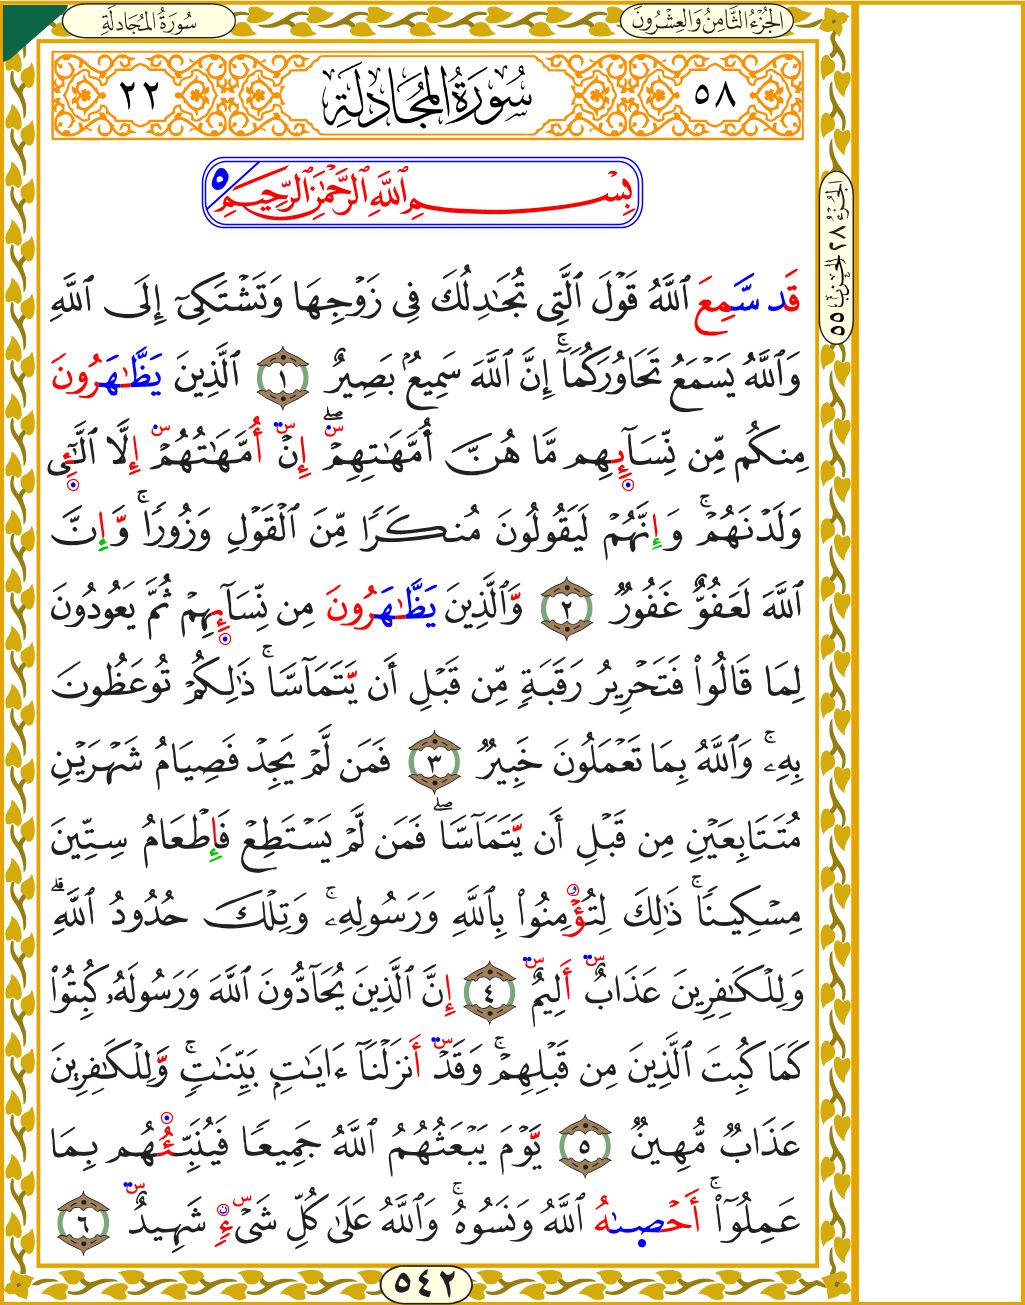 سُورَةُ المُجَادلَةِ
الجُزْءُ الثَّامِنُ وَالعِشْرُونَ
٥٨
سُورَةُ المُجَادلَةِ
٢٢
بِسْمِ ٱللَّهِ ٱلرَّحْمَٰنِ ٱلرَّحِيمِ ٥
قَد سَّمِعَ ٱللَّهُ قَوْلَ ٱلَّتِي تُجَٰدِلُكَ فِي زَوْجِهَا وَتَشْتَكِيٓ إِلَى ٱللَّهِ
وَٱللَّهُ يَسْمَعُ تَحَاوُرَكُمَآۚ إِنَّ ٱللَّهَ سَمِيعُۢ بَصِيرٌ ١ ٱلَّذِينَ يَظَّٰهَرُونَ
مِنكُم مِّن نِّسَآئِهِم مَّا هُنَّ أُمَّهَٰتِهِمْۖ إِنْ أُمَّهَٰتُهُمْ إِلَّا ٱلَّٰٓئِي
وَلَدْنَهُمْۚ وَإِنَّهُمْ لَيَقُولُونَ مُنكَرًا مِّنَ ٱلْقَوْلِ وَزُورًاۚ وَإِنَّ
ٱللَّهَ لَعَفُوٌّ غَفُورٌ ٢ وَٱلَّذِينَ يَظَّٰهَرُونَ مِن نِّسَآئِهِمْ ثُمَّ يَعُودُونَ
لِمَا قَالُواْ فَتَحْرِيرُ رَقَبَةٍ مِّن قَبْلِ أَن يَتَمَآسَّاۚ ذَٰلِكُمْ تُوعَظُونَ
بِهِۦۚ وَٱللَّهُ بِمَا تَعْمَلُونَ خَبِيرٌ ٣ فَمَن لَّمْ يَجِدْ فَصِيَامُ شَهْرَيْنِ
مُتَتَابِعَيْنِ مِن قَبْلِ أَن يَتَمَآسَّاۖ فَمَن لَّمْ يَسْتَطِعْ فَإِطْعَامُ سِتِّينَ
مِسْكِينًاۚ ذَٰلِكَ لِتُؤْمِنُواْ بِٱللَّهِ وَرَسُولِهِۦۚ وَتِلْكَ حُدُودُ ٱللَّهِۗ
وَلِلْكَٰفِرِينَ عَذَابٌ أَلِيمٌ ٤ إِنَّ ٱلَّذِينَ يُحَآدُّونَ ٱللَّهَ وَرَسُولَهُۥ كُبِتُواْ
كَمَا كُبِتَ ٱلَّذِينَ مِن قَبْلِهِمْۚ وَقَدْ أَنزَلْنَآ ءَايَٰتِۭ بَيِّنَٰتٍۚ وَلِلْكَٰفِرِينَ
عَذَابٌ مُّهِينٌ ٥ يَوْمَ يَبْعَثُهُمُ ٱللَّهُ جَمِيعًا فَيُنَبِّئُهُم بِمَا
عَمِلُوٓاْۚ أَحْصَىٰهُ ٱللَّهُ وَنَسُوهُۚ وَٱللَّهُ عَلَىٰ كُلِّ شَيْءٍ شَهِيدٌ ٦
٥٤٢
الجزء ٢٨ الحزب ٥٥